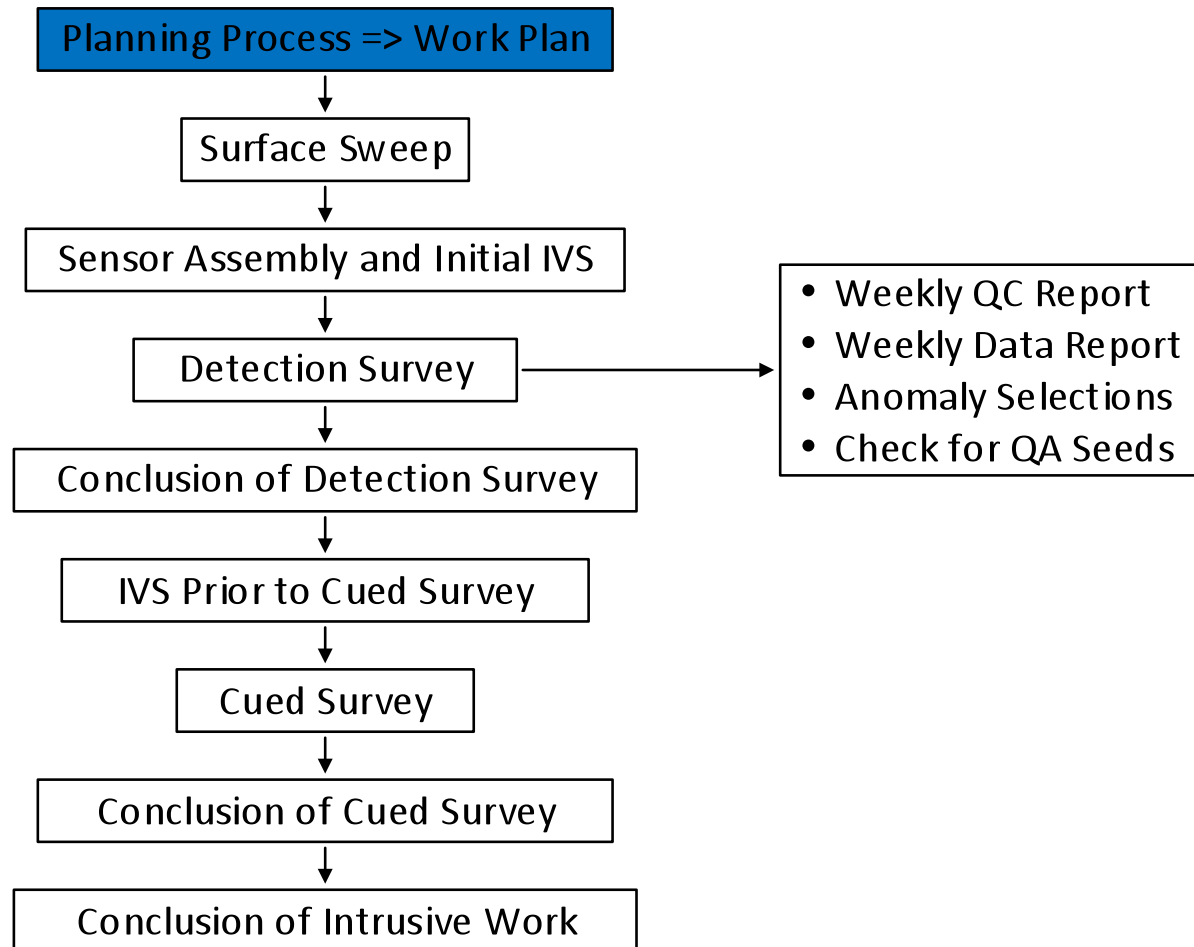 Planning Process => Work Plan
Surface Sweep
Sensor Assembly and Initial IVS
Detection Survey
• Weekly QC Report
• Weekly Data Report
• Anomaly Selections
• Check for QA Seeds
Conclusion of Detection Survey
IVS Prior to Cued Survey
Cued Survey
Conclusion of Cued Survey
Conclusion of Intrusive Work